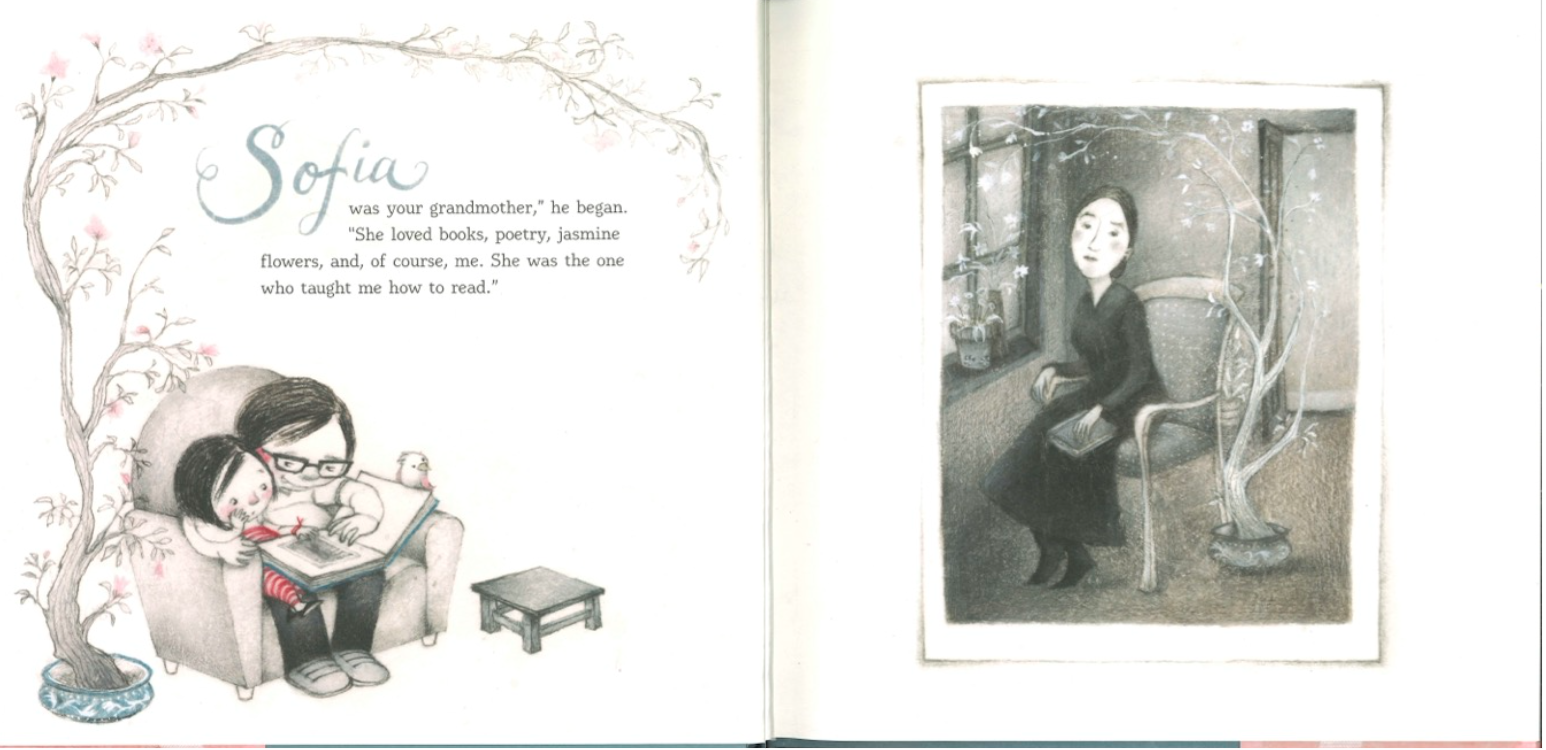 Sofia
was your grandmother," he began.
"She loved books, poetry, jasmine
flowers, and, of course, me. She was the one
who taught me how to read."